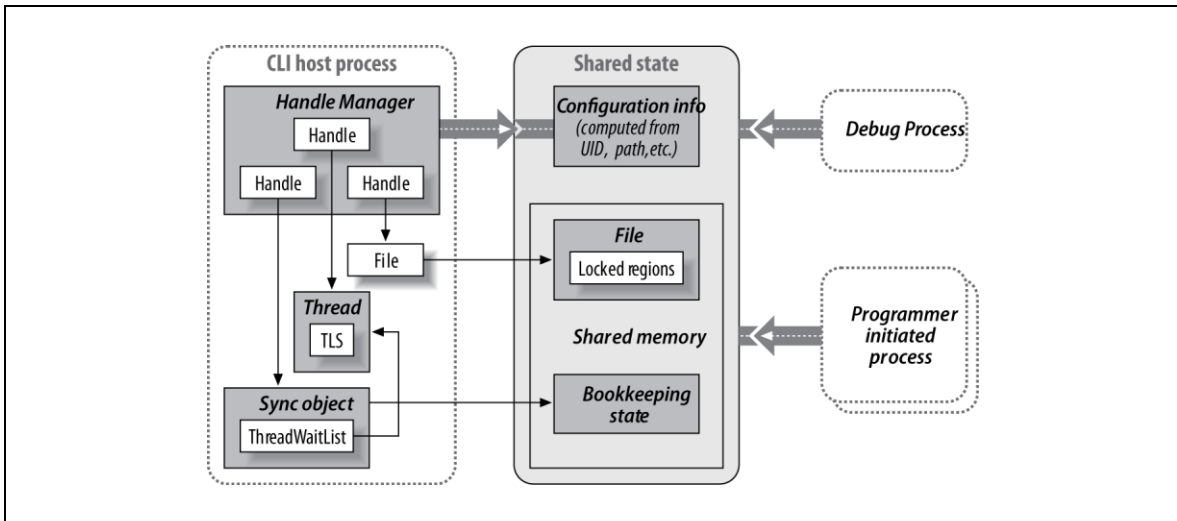 CLI host process
Handle Manager
Handle
Handle
Handle
File
Thread
TLS
Sync object
ThreadWaitList
Shared state
Configuration info
(computed from
UID, path,etc.)
File
Locked regions
Shared memory
Bookkeeping
state
Debug Process
Programmer
initiated
process